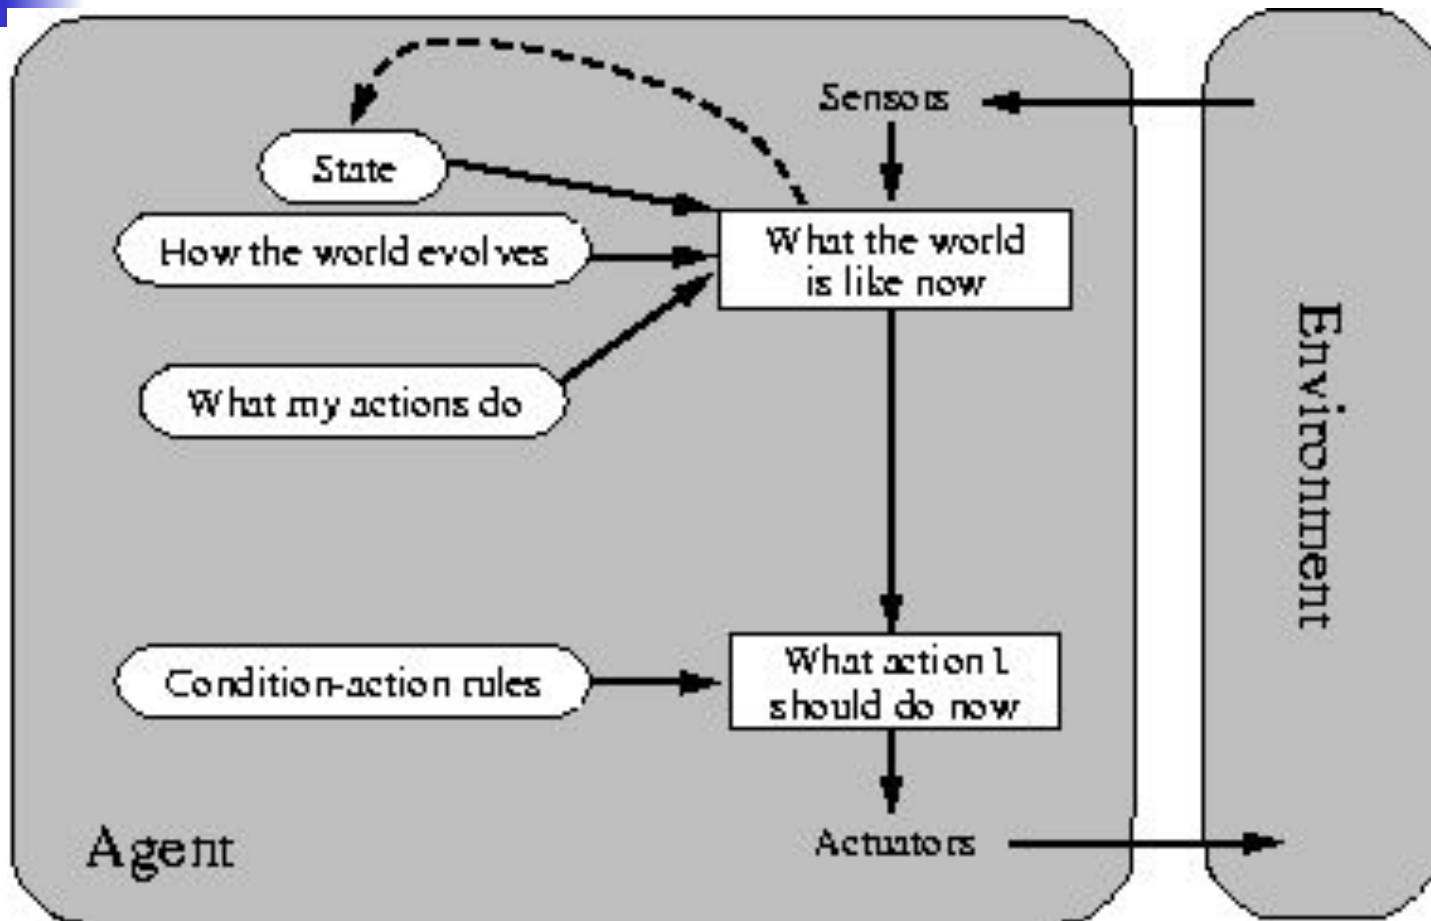 Sensors
State
How the world evolves
What the world
is like now
What my actions do
Environment
Condition-action rules
What action I
should do now
Agent
Actuators